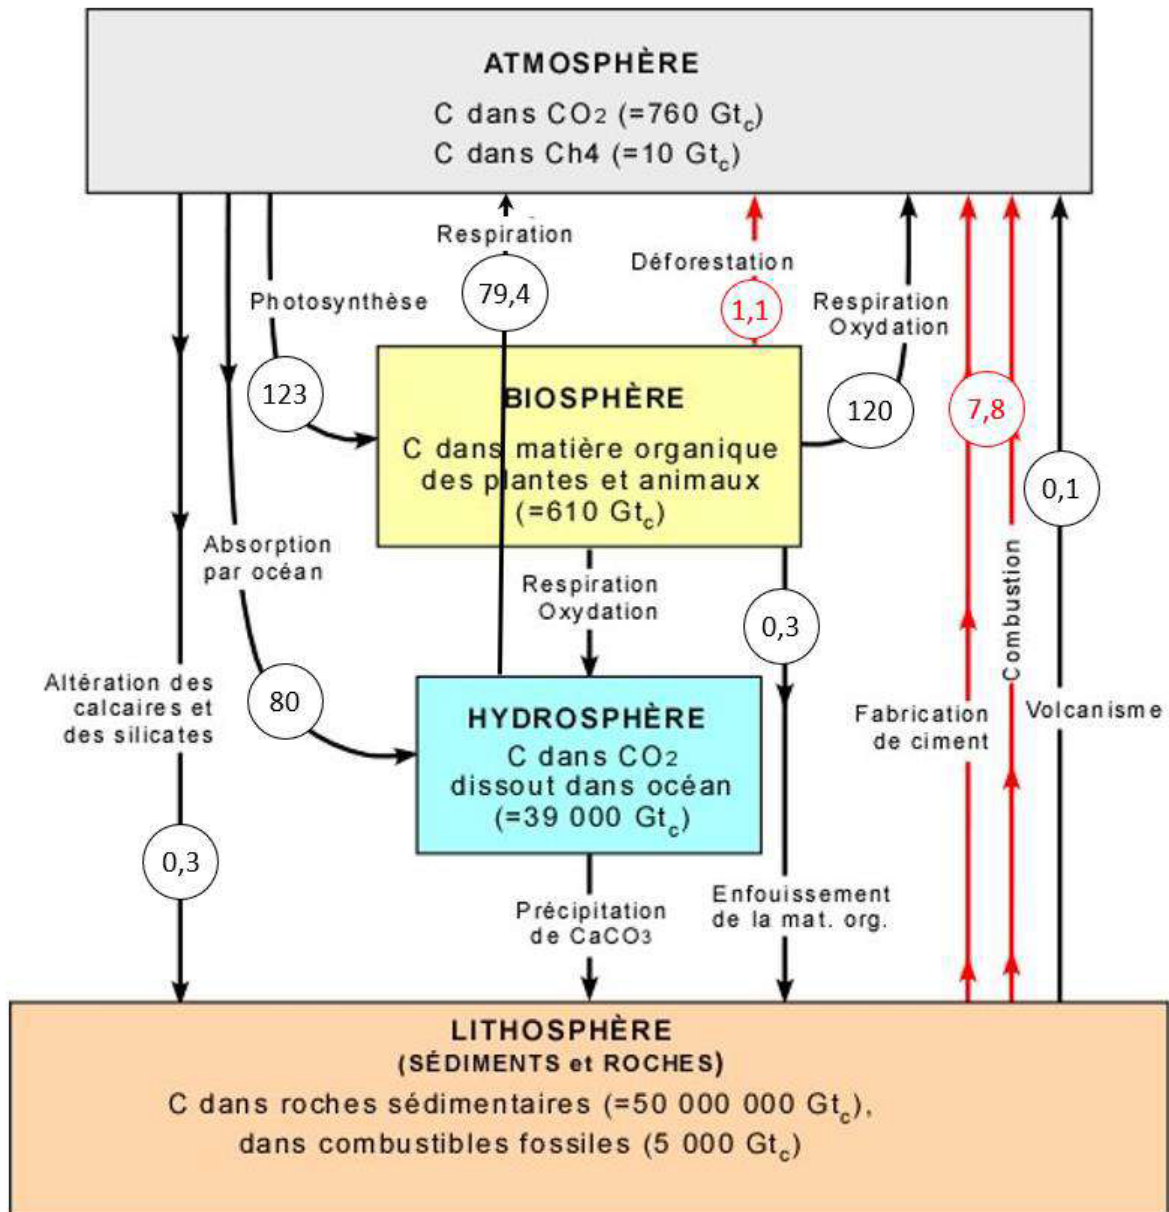 ATMOSPHÈRE
C dans CO2 (=760 Gtc)
C dans Ch4 (=10 Gtc)
Respiration
79,4
Déforestation
1,1
Photosynthèse
123
Respiration
Oxydation
120
7,8
0,1
BIOSPHÈRE
C dans matière organique
des plantes et animaux
(=610 Gtc)
Absorption
par océan
80
Respiration
Oxydation
0,3
Combustion
Altération des
calcaires et
des silicates
0,3
HYDROSPHÈRE
C dans CO2
dissout dans océan
(=39 000 Gtc)
Fabrication
de ciment
Volcanisme
Précipitation
de CaCO3
Enfouissement
de la mat. org.
LITHOSPHÈRE
(SÉDIMENTS et ROCHES)
C dans roches sédimentaires (=50 000 000 Gtc),
dans combustibles fossiles (5 000 Gtc)